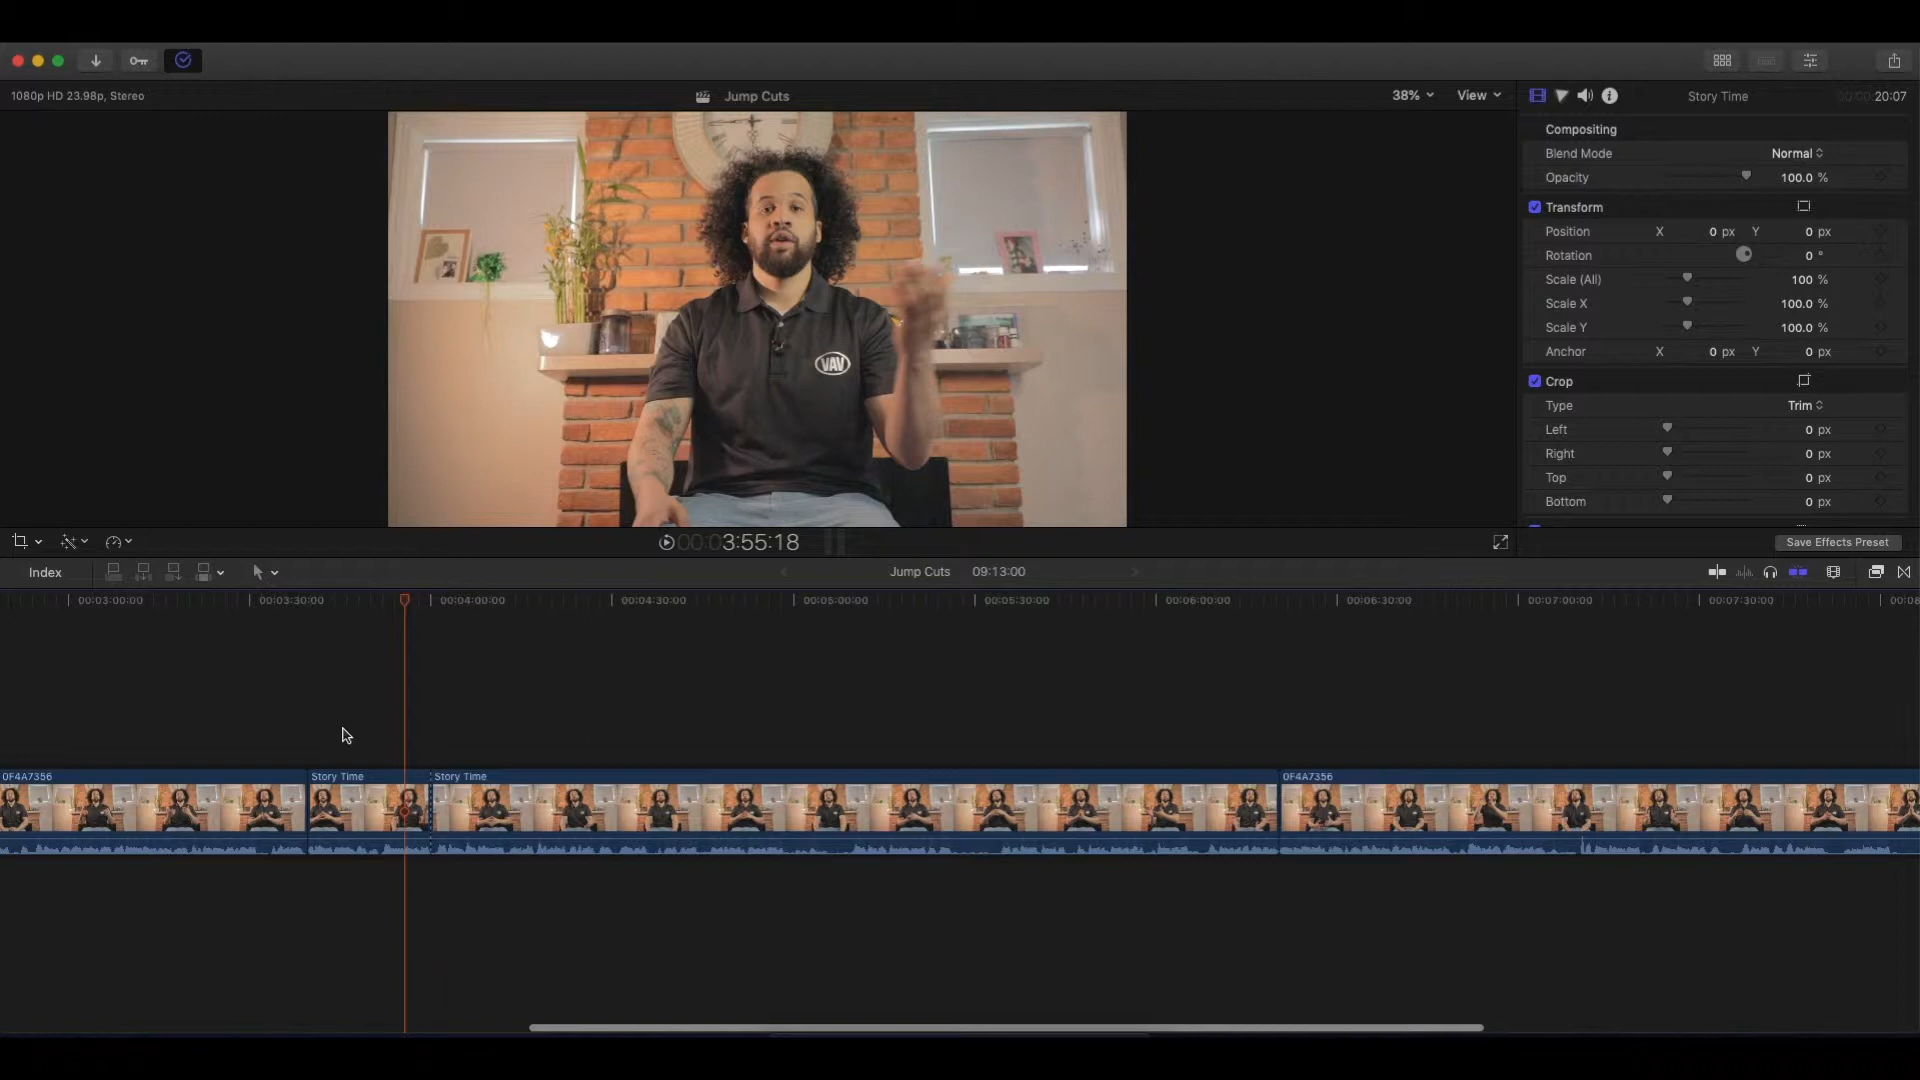 1080p HD 23.98p, Stereo
Jump Cuts
38%
View
Story Time
00:00:20:07
Compositing
Blend Mode Normal
Opacity 100.0 %
Transform
Position X 0 px Y 0 px
Rotation 0 °
Scale (All) 100 %
Scale X 100.0 %
Scale Y 100.0 %
Anchor X 0 px Y 0 px
Crop
Type Trim
Left 0 px
Right 0 px
Top 0 px
Bottom 0 px
VAV
00:03:55:18
Save Effects Preset
Index
Jump Cuts 09:13:00
00:03:00:00 00:03:30:00 00:04:00:00 00:04:30:00 00:05:00:00 00:05:30:00 00:06:00:00 00:06:30:00 00:07:00:00 00:07:30:00 00:08
0F4A7356 Story Time Story Time 0F4A7356